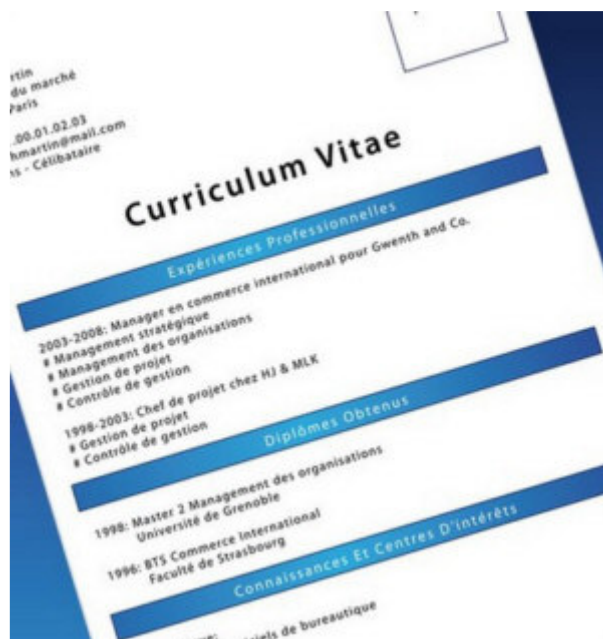 du marché
Paris
.00.01.02.03
hmartin@mail.com
- Célibataire
Curriculum Vitae
Expériences Professionnelles
2003-2008: Manager en commerce international pour Gwenth and Co.
# Management stratégique
# Management des organisations
# Gestion de projet
# Contrôle de gestion
1998-2003: Chef de projet chez HJ & MLK
# Gestion de projet
# Contrôle de gestion
Diplômes Obtenus
1998: Master 2 Management des organisations
Université de Grenoble
1996: BTS Commerce International
Faculté de Strasbourg
Connaissances Et Centres D'intérêts
de bureautique